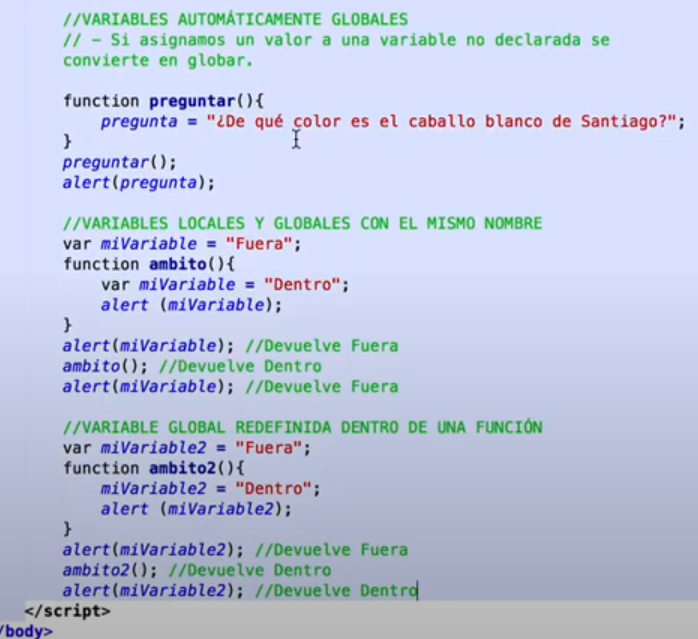 //VARIABLES AUTOMÁTICAMENTE GLOBALES
// - Si asignamos un valor a una variable no declarada se
convierte en globar.
function preguntar(){
pregunta = "¿De qué color es el caballo blanco de Santiago?";
}
preguntar();
alert(pregunta);
//VARIABLES LOCALES Y GLOBALES CON EL MISMO NOMBRE
var miVariable = "Fuera";
function ambito(){
var miVariable = "Dentro";
alert (miVariable);
}
alert(miVariable); //Devuelve Fuera
ambito(); //Devuelve Dentro
alert(miVariable); //Devuelve Fuera
//VARIABLE GLOBAL REDEFINIDA DENTRO DE UNA FUNCIÓN
var miVariable2 = "Fuera";
function ambito2(){
miVariable2 = "Dentro";
alert (miVariable2);
}
alert(miVariable2); //Devuelve Fuera
ambito2(); //Devuelve Dentro
alert(miVariable2); //Devuelve Dentro
</script>
/body>